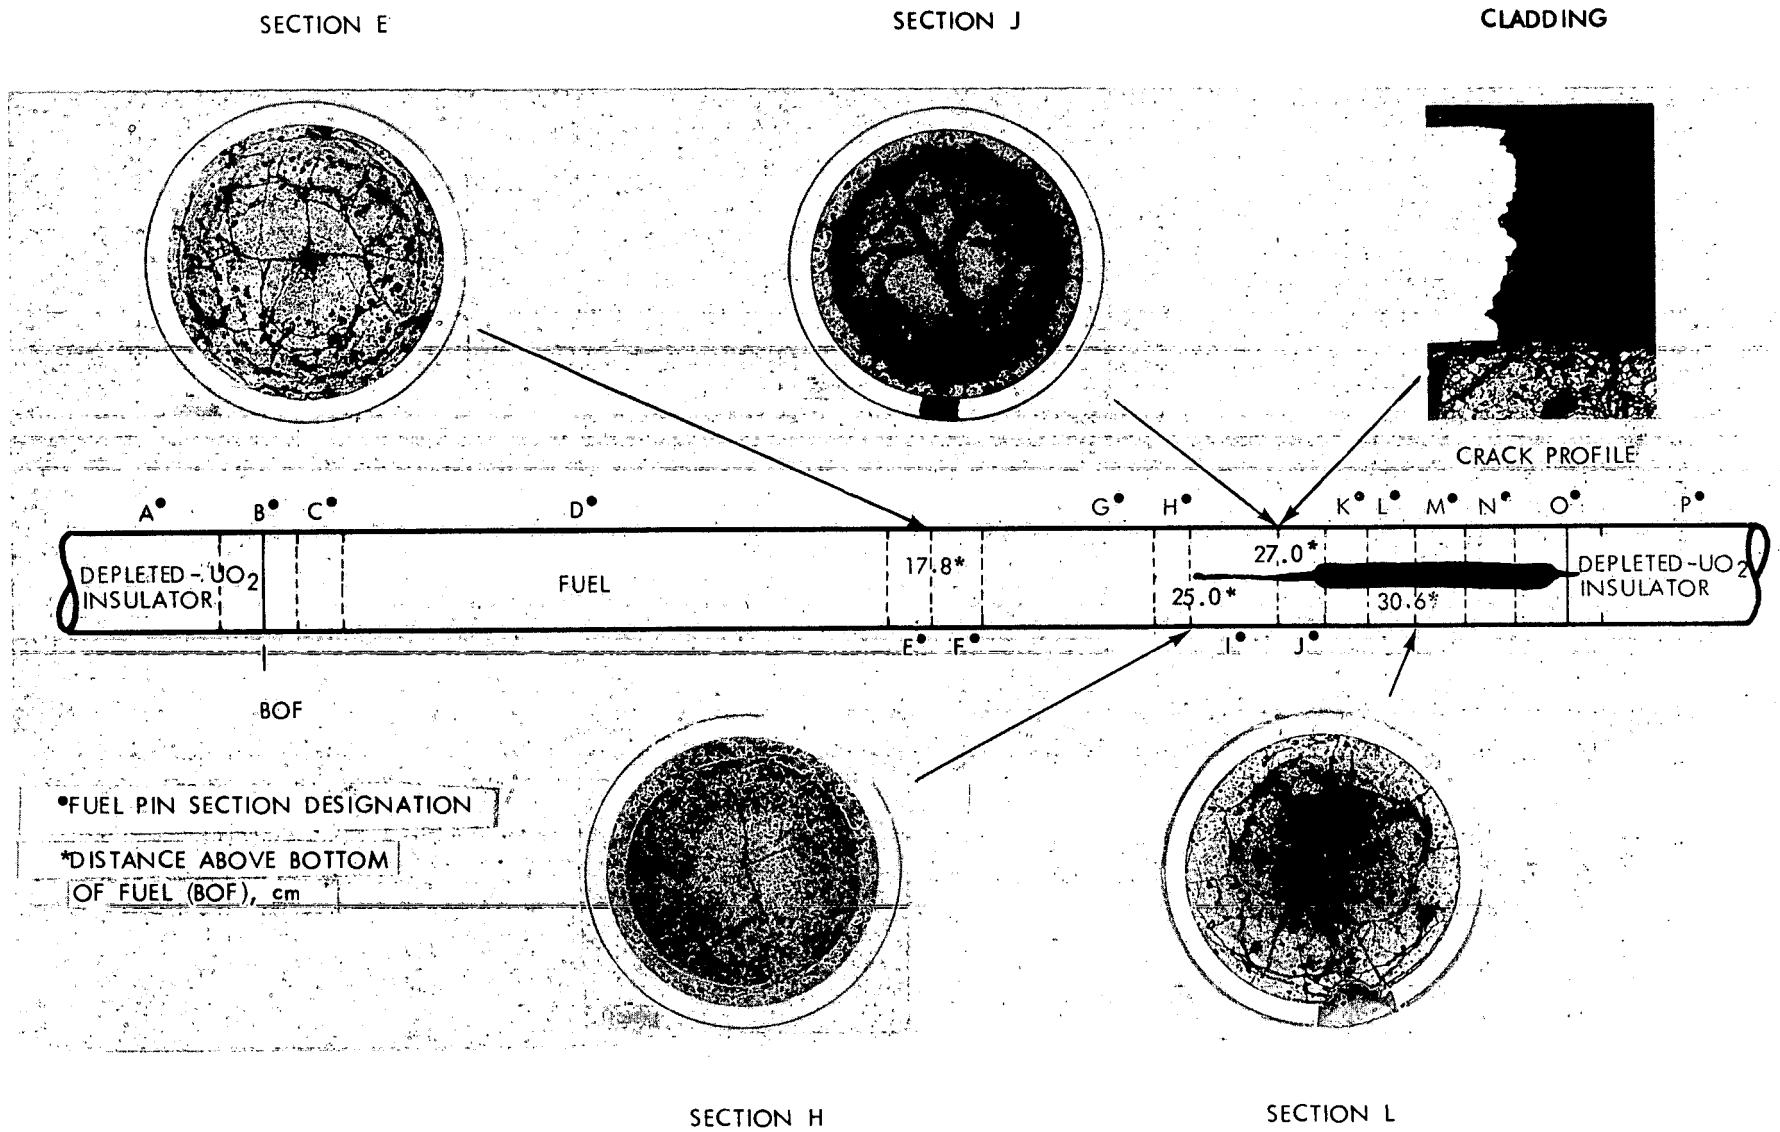 SECTION E
SECTION J
CLADDING
CRACK PROFILE
A• B• C• D• G• H• K• L• M• N• O• P•
DEPLETED-UO2
INSULATOR
FUEL
17.8*
25.0*
27.0*
30.6*
DEPLETED-UO2
INSULATOR
E• F• I• J•
BOF
•FUEL PIN SECTION DESIGNATION
*DISTANCE ABOVE BOTTOM
OF FUEL (BOF), cm
SECTION H
SECTION L